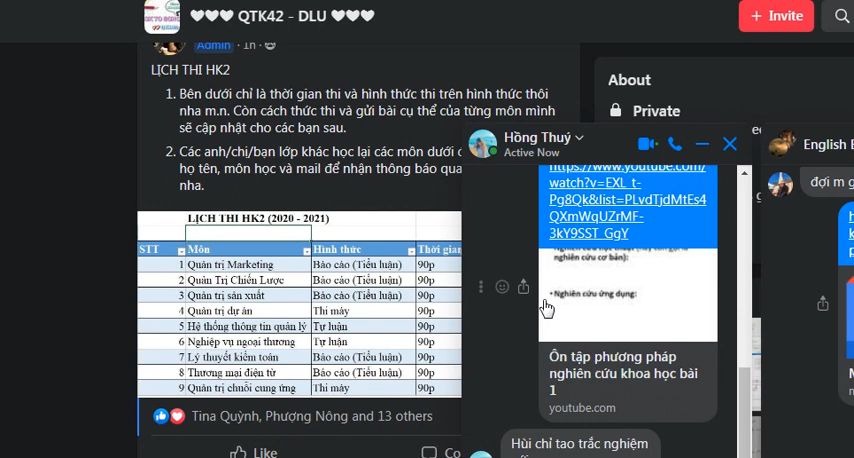 ♥♥♥ QTK42 - DLU ♥♥♥
+ Invite
Admin · 1h ·
LỊCH THI HK2
1. Bên dưới chỉ là thời gian thi và hình thức thi trên hình thức thôi
nha m.n. Còn cách thức thi và gửi bài cụ thể của từng môn mình
sẽ cập nhật cho các bạn sau.
2. Các anh/chị/bạn lớp khác học lại các môn dưới
họ tên, môn học và mail để nhận thông báo qua
nha.
LỊCH THI HK2 (2020 - 2021)
STT Môn Hình thức Thời gian
1 Quản trị Marketing Báo cáo (Tiểu luận) 90p
2 Quản Trị Chiến Lược Báo cáo (Tiểu luận) 90p
3 Quản trị sản xuất Báo cáo (Tiểu luận) 90p
4 Quản trị dự án Thi máy 90p
5 Hệ thống thông tin quản lý Tự luận 90p
6 Nghiệp vụ ngoại thương Tự luận 90p
7 Lý thuyết kiểm toán Báo cáo (Tiểu luận) 90p
8 Thương mại điện tử Báo cáo (Tiểu luận) 90p
9 Quản trị chuỗi cung ứng Thi máy 90p
Tina Quỳnh, Phượng Nông and 13 others
Like
Co
About
Private
Hồng Thuý
Active Now
https://www.youtube.com/
watch?v=EXL_t-
Pg8Qk&list=PLvdTjdMtEs4
QXmWqUZrMF-
3kY9SST_GgY
nghiên cứu cơ bản):
• Nghiên cứu ứng dụng:
Ôn tập phương pháp
nghiên cứu khoa học bài
1
youtube.com
Hùi chỉ tao trắc nghiệm
English
đợi m